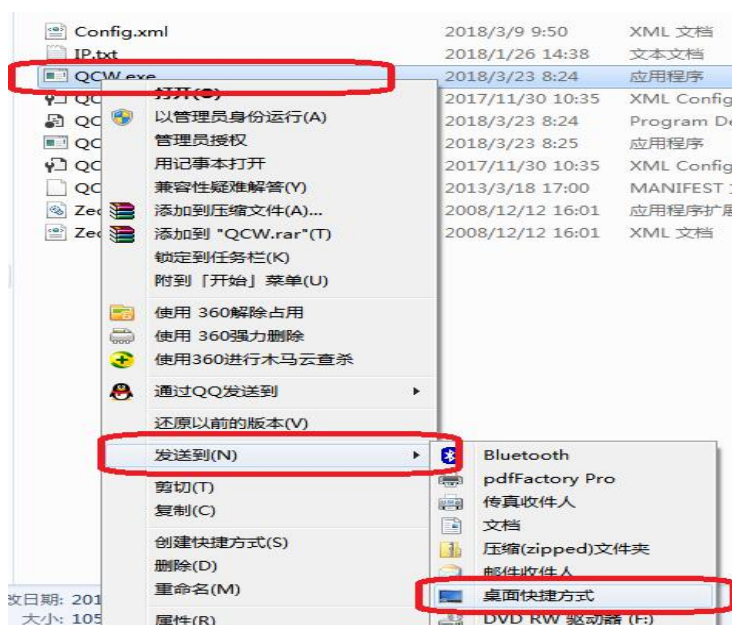 Config.xml 2018/3/9 9:50 XML 文档
IP.txt 2018/1/26 14:38 文本文档
QCW.exe 2018/3/23 8:24 应用程序
QC 2017/11/30 10:35 XML Config
QC 2018/3/23 8:24 Program De
QC 2018/3/23 8:25 应用程序
QC 2017/11/30 10:35 XML Config
QC 2013/3/18 17:00 MANIFEST
Zed 2008/12/12 16:01 应用程序扩展
Zed 2008/12/12 16:01 XML 文档
打开(O)
以管理员身份运行(A)
管理员授权
用记事本打开
兼容性疑难解答(Y)
添加到压缩文件(A)...
添加到 "QCW.rar"(T)
锁定到任务栏(K)
附到「开始」菜单(U)
使用 360解除占用
使用 360强力删除
使用360进行木马云查杀
通过QQ发送到
还原以前的版本(V)
发送到(N)
剪切(T)
复制(C)
创建快捷方式(S)
删除(D)
重命名(M)
属性(R)
Bluetooth
pdfFactory Pro
传真收件人
文档
压缩(zipped)文件夹
邮件收件人
桌面快捷方式
DVD RW 驱动器 (F:)
改日期: 201
大小: 105